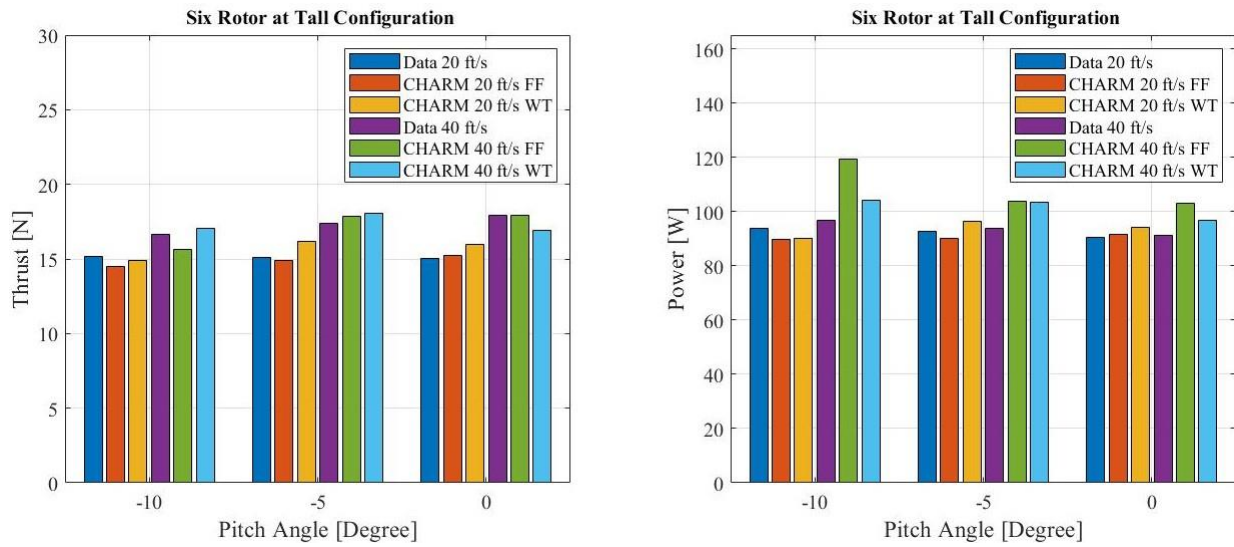 Six Rotor at Tall Configuration
30
25
20
15
10
5
0
Thrust [N]
Data 20 ft/s
CHARM 20 ft/s FF
CHARM 20 ft/s WT
Data 40 ft/s
CHARM 40 ft/s FF
CHARM 40 ft/s WT
-10
-5
0
Pitch Angle [Degree]
Six Rotor at Tall Configuration
160
140
120
100
80
60
40
20
0
Power [W]
Data 20 ft/s
CHARM 20 ft/s FF
CHARM 20 ft/s WT
Data 40 ft/s
CHARM 40 ft/s FF
CHARM 40 ft/s WT
-10
-5
0
Pitch Angle [Degree]